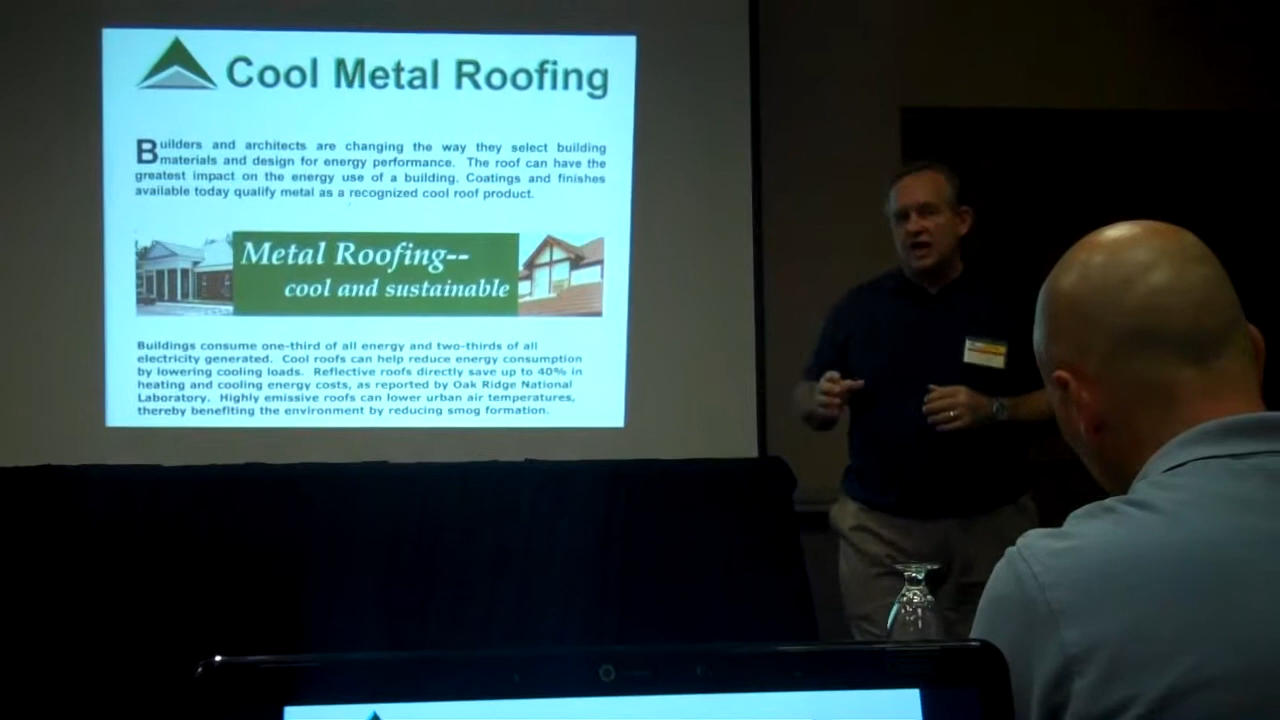 Cool Metal Roofing
Builders and architects are changing the way they select building
materials and design for energy performance. The roof can have the
greatest impact on the energy use of a building. Coatings and finishes
available today qualify metal as a recognized cool roof product.
Metal Roofing--
cool and sustainable
Buildings consume one-third of all energy and two-thirds of all
electricity generated. Cool roofs can help reduce energy consumption
by lowering cooling loads. Reflective roofs directly save up to 40% in
heating and cooling energy costs, as reported by Oak Ridge National
Laboratory. Highly emissive roofs can lower urban air temperatures,
thereby benefiting the environment by reducing smog formation.